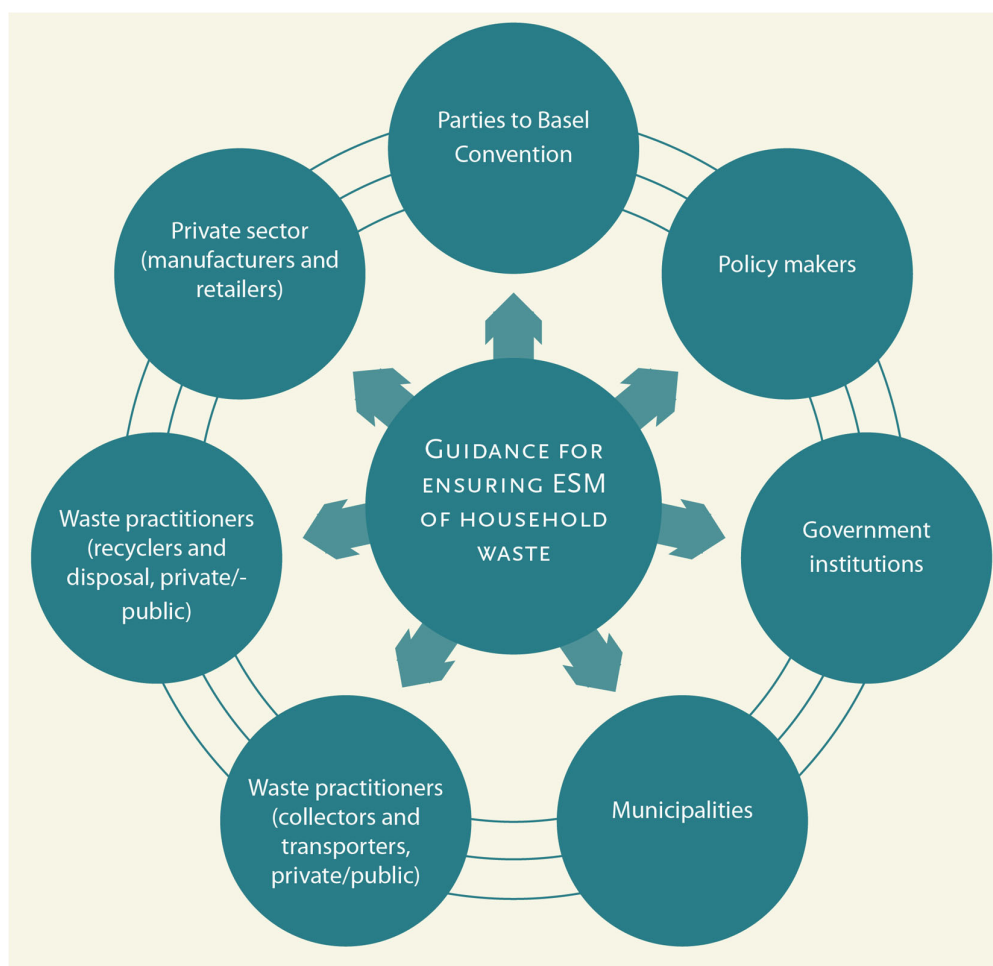 Parties to Basel
Convention
Policy makers
Government
institutions
Municipalities
Waste practitioners
(collectors and
transporters,
private/public)
Waste practitioners
(recyclers and
disposal, private/-
public)
Private sector
(manufacturers and
retailers)
Guidance for
ensuring ESM
of household
waste